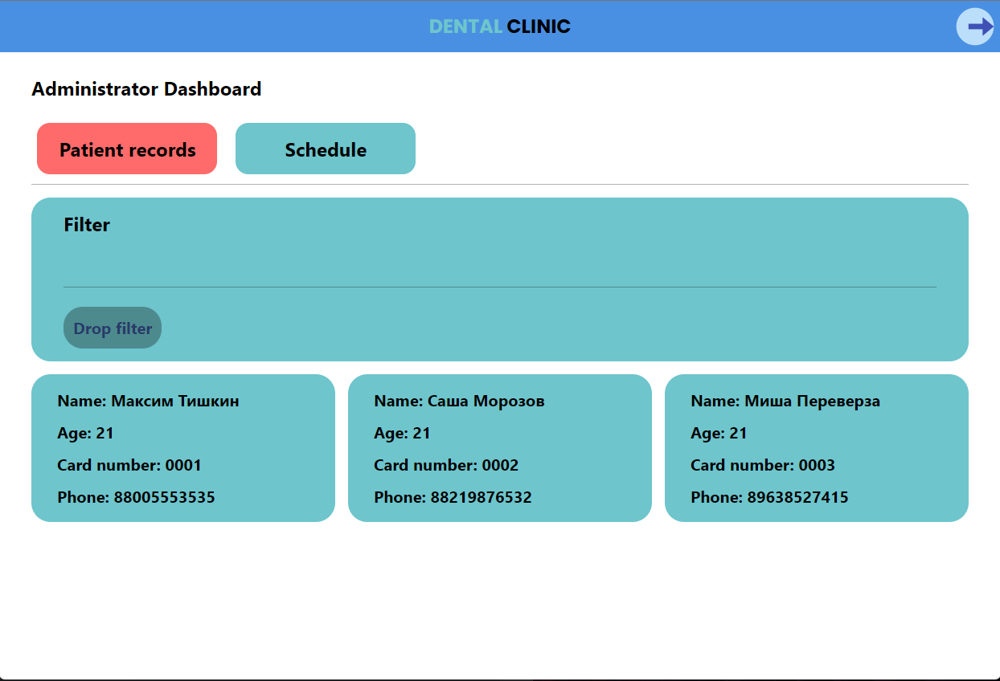 DENTAL CLINIC
Administrator Dashboard
Patient records
Schedule
Filter
Drop filter
Name: Максим Тишкин
Age: 21
Card number: 0001
Phone: 88005553535
Name: Саша Морозов
Age: 21
Card number: 0002
Phone: 88219876532
Name: Миша Переверза
Age: 21
Card number: 0003
Phone: 89638527415